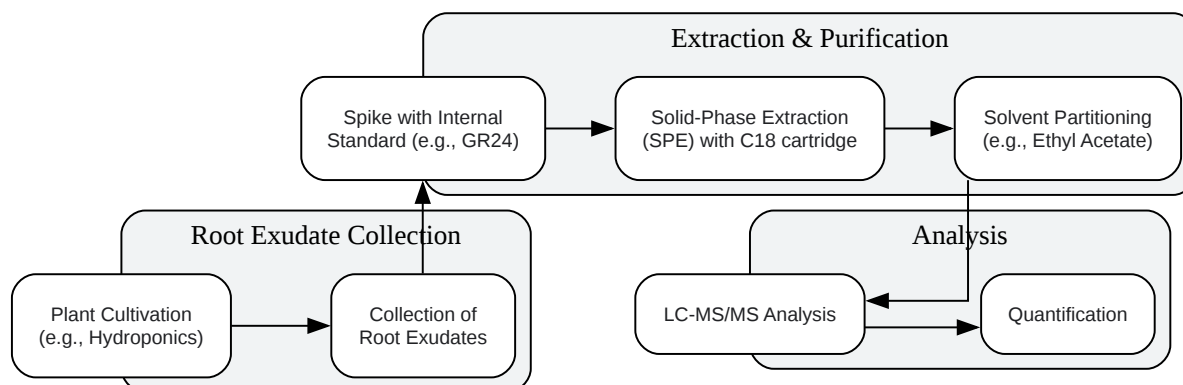 Extraction & Purification
Spike with Internal
Standard (e.g., GR24)
Solid-Phase Extraction
(SPE) with C18 cartridge
Solvent Partitioning
(e.g., Ethyl Acetate)
Root Exudate Collection
Plant Cultivation
(e.g., Hydroponics)
Collection of
Root Exudates
Analysis
LC-MS/MS Analysis
Quantification